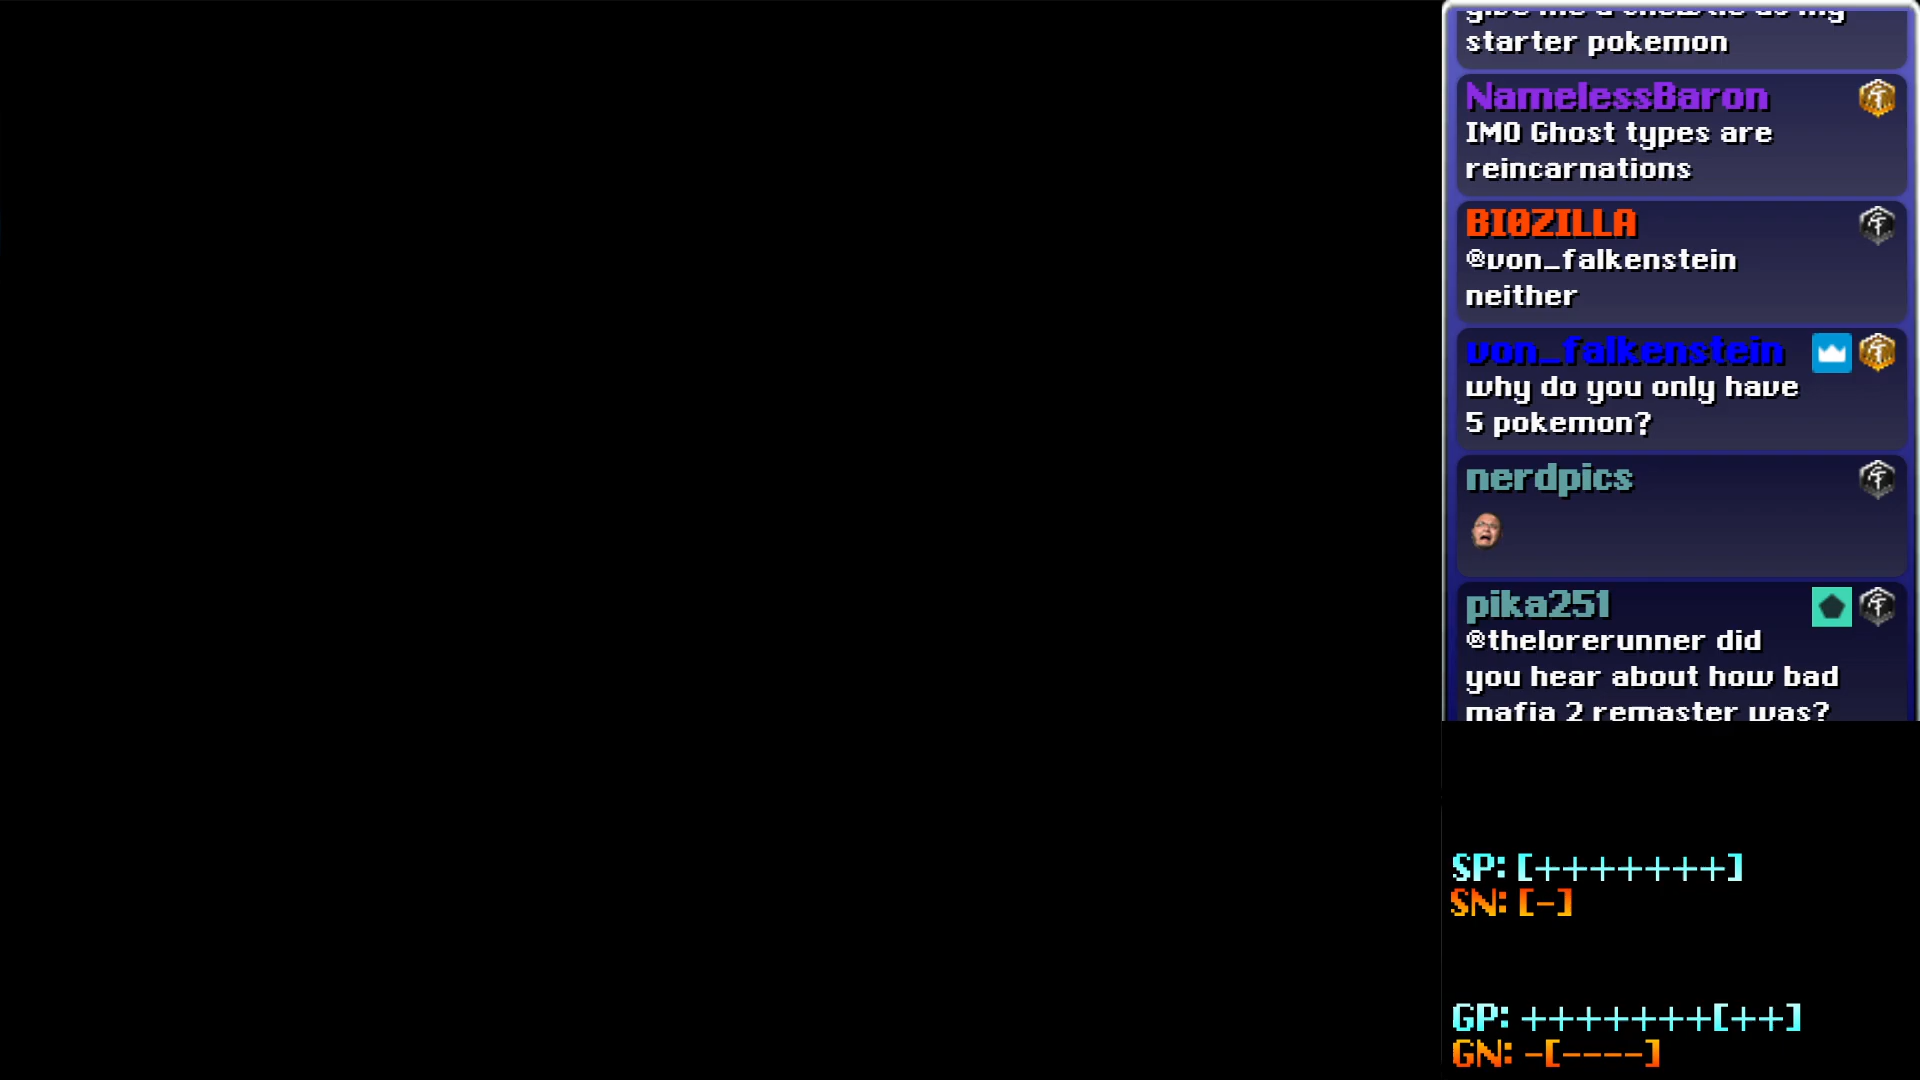 starter pokemon
NamelessBaron
IMO Ghost types are
reincarnations
BI0ZILLA
@von_falkenstein
neither
von_falkenstein
why do you only have
5 pokemon?
nerdpics
pika251
@thelorerunner did
you hear about how bad
mafia 2 remaster was?
SP: [+++++++]
SN: [-]
GP: +++++++[++]
GN: -[----]